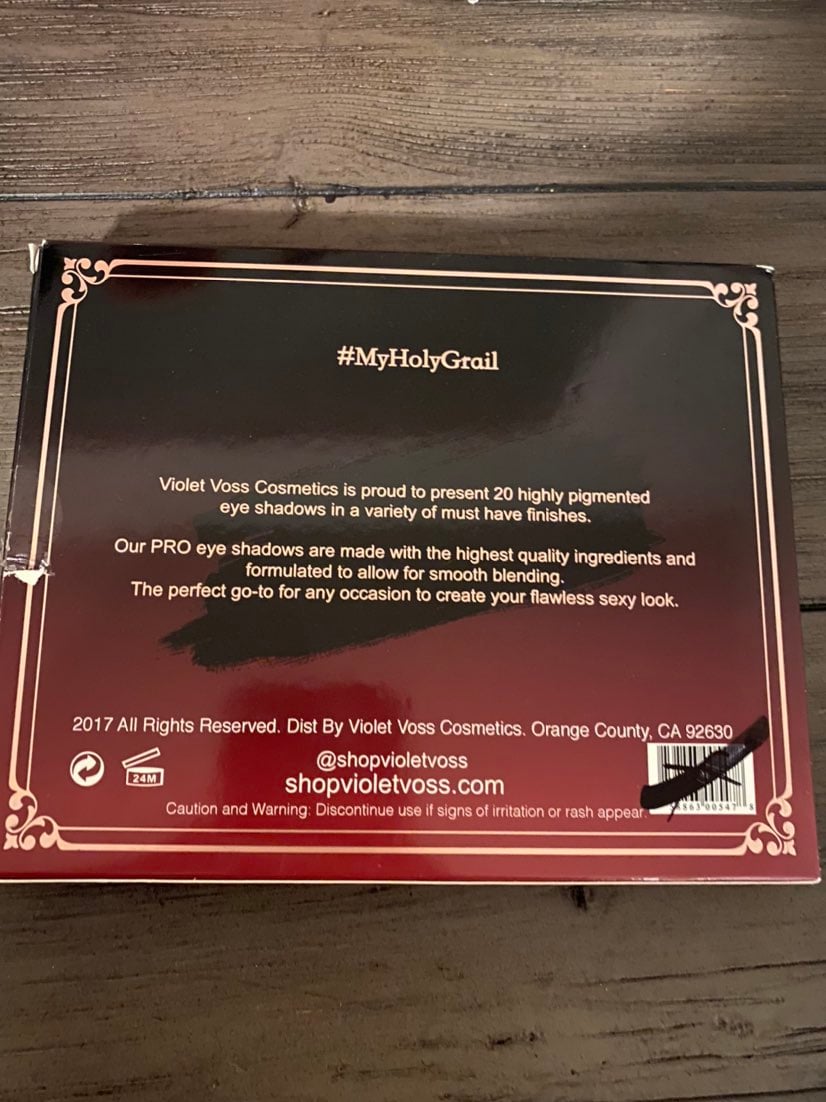 #MyHolyGrail
Violet Voss Cosmetics is proud to present 20 highly pigmented
eye shadows in a variety of must have finishes.
Our PRO eye shadows are made with the highest quality ingredients and
formulated to allow for smooth blending.
The perfect go-to for any occasion to create your flawless sexy look.
2017 All Rights Reserved. Dist By Violet Voss Cosmetics. Orange County, CA 92630
@shopvioletvoss
24M
shopvioletvoss.com
Caution and Warning: Discontinue use if signs of irritation or rash appear.